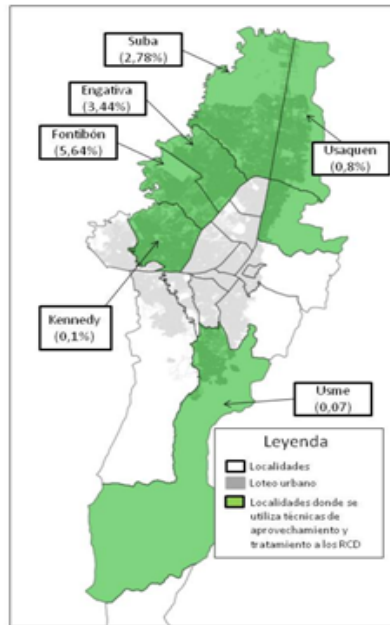 Suba
(2,78%)
Engativa
(3,44%)
Fontibón
(5,64%)
Usaquen
(0,8%)
Kennedy
(0,1%)
Usme
(0,07)
Leyenda
Localidades
Loteo urbano
Localidades donde se
utiliza técnicas de
aprovechamiento y
tratamiento a los RCD